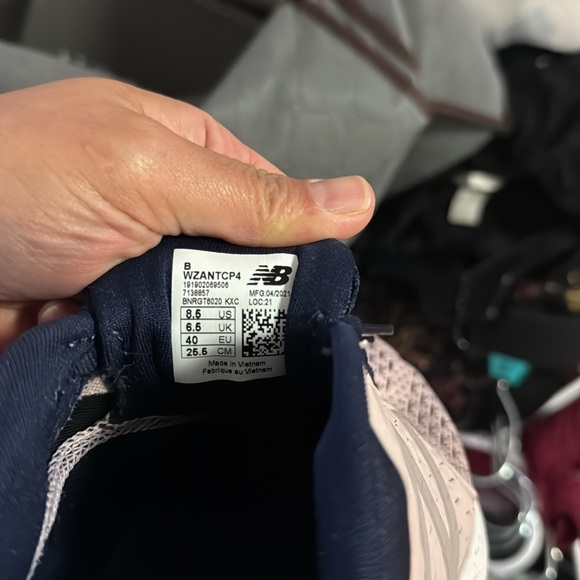 B
WZANTCP4
191902069506
7138857
MFG:04/2021
BNRGT6020 KXC
LOC:21
8.5 US
6.5 UK
40 EU
25.5 CM
Made in Vietnam
Fabriqué au Vietnam
NB